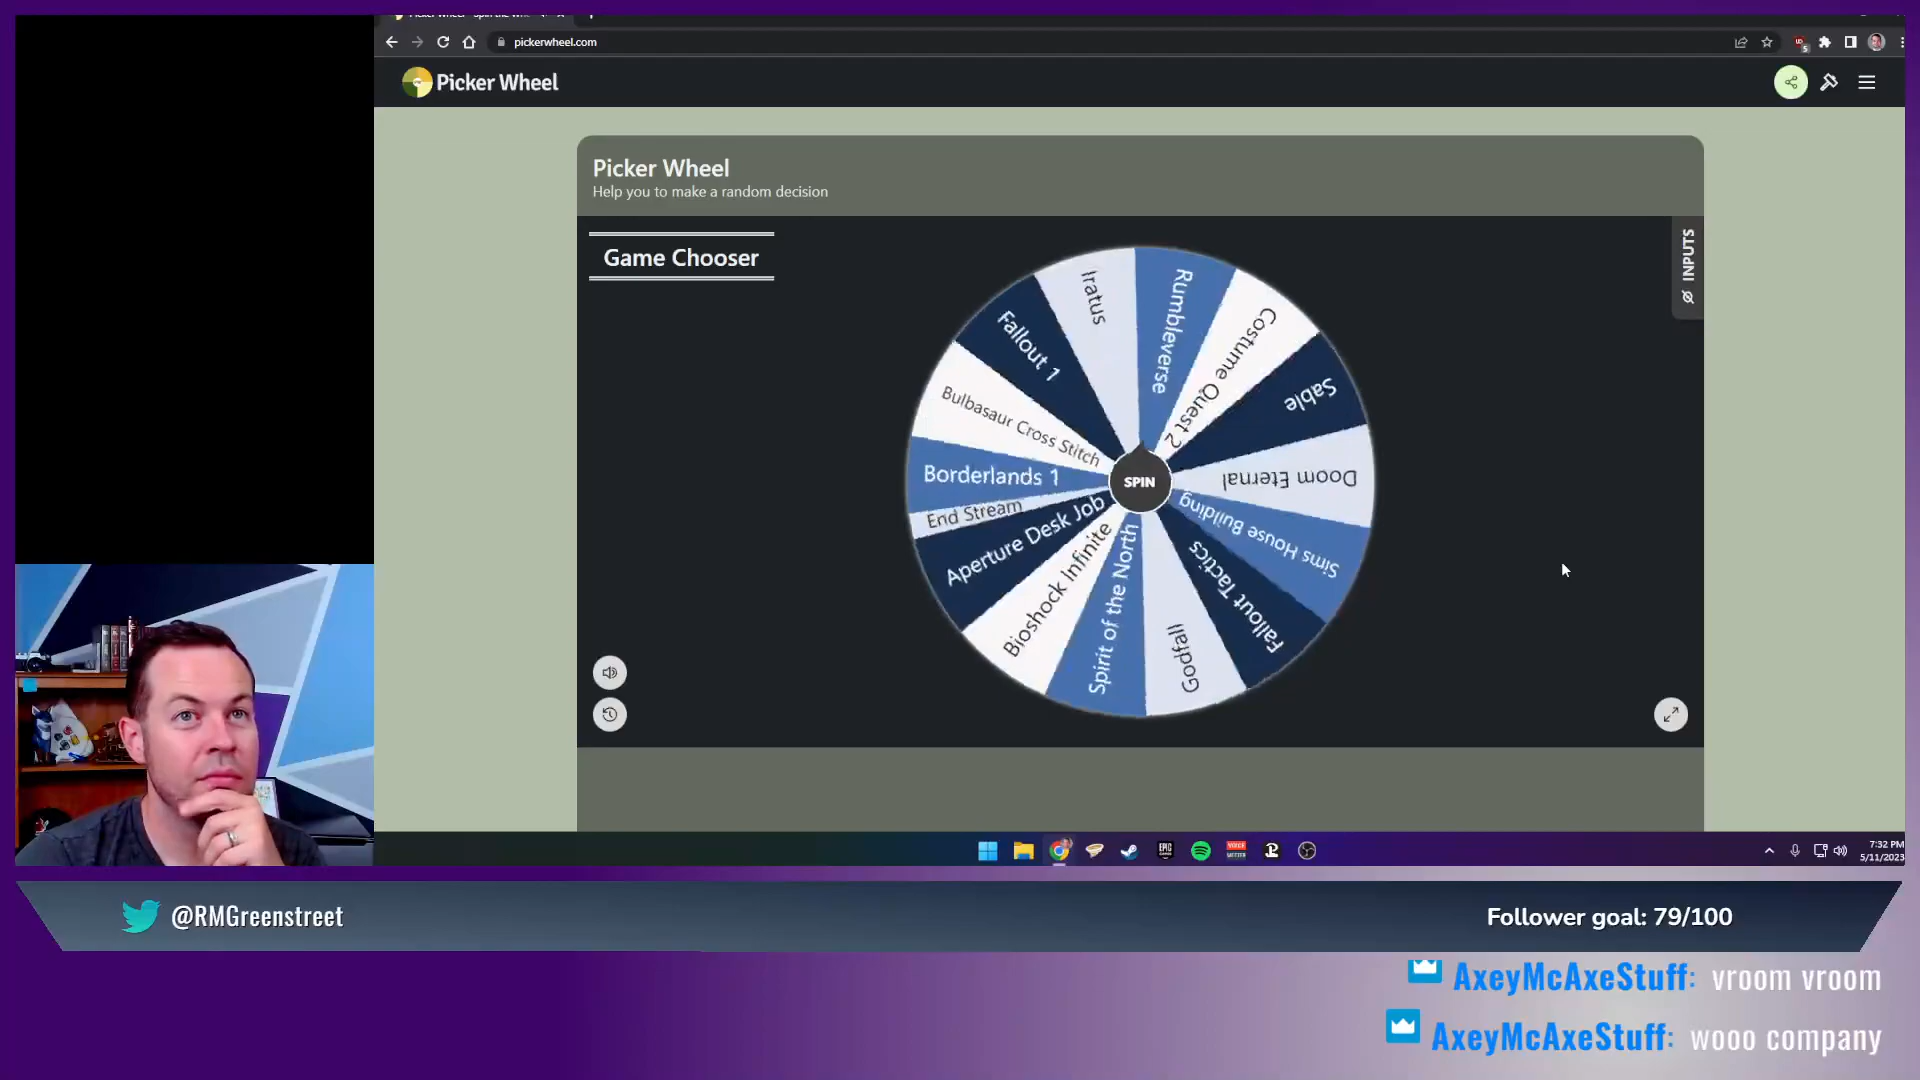 pickerwheel.com
Picker Wheel
Picker Wheel
Help you to make a random decision
Game Chooser
INPUTS
Iratus
Rumbleverse
Costume Quest 2
Sable
Doom Eternal
Sims House Building
Fallout Tactics
Godfall
Spirit of the North
Bioshock Infinite
Aperture Desk Job
End Stream
Borderlands 1
Bulbasaur Cross Stitch
Fallout 1
SPIN
EPIC
7:32 PM
5/11/2023
@RMGreenstreet
Follower goal: 79/100
AxeyMcAxeStuff: vroom vroom
AxeyMcAxeStuff: wooo company